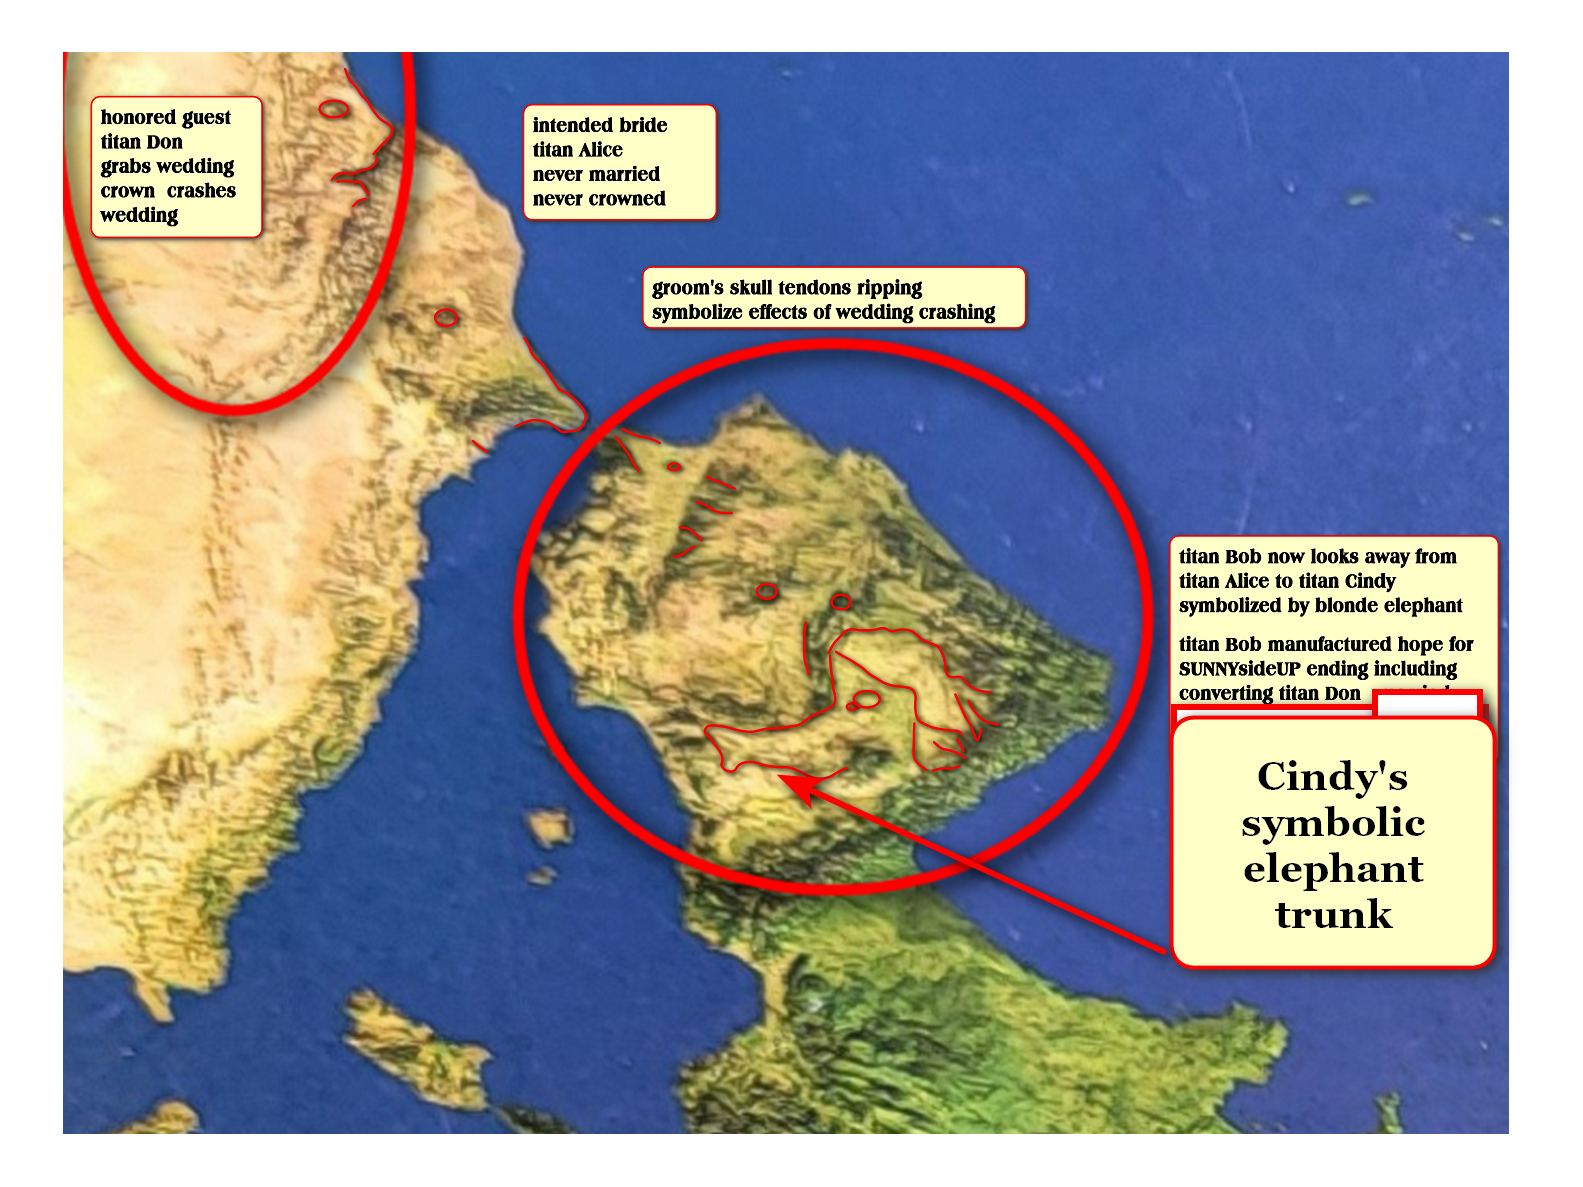 honored guest
titan Don
grabs wedding
crown crashes
wedding
intended bride
titan Alice
never married
never crowned
groom's skull tendons ripping
symbolize effects of wedding crashing
titan Bob now looks away from
titan Alice to titan Cindy
symbolized by blonde elephant
titan Bob manufactured hope for
SUNNYsideUP ending including
converting titan Don
Cindy's
symbolic
elephant
trunk